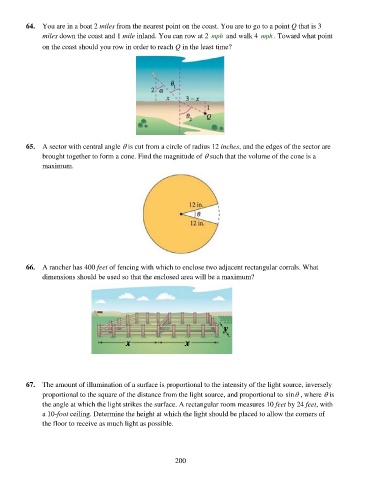 64. You are in a boat 2 miles from the nearest point on the coast. You are to go to a point Q that is 3
miles down the coast and 1 mile inland. You can row at 2 mph and walk 4 mph. Toward what point
on the coast should you row in order to reach Q in the least time?
θ₁
2 α
x 3 − x
1
θ₂ Q
65. A sector with central angle θ is cut from a circle of radius 12 inches, and the edges of the sector are
brought together to form a cone. Find the magnitude of θ such that the volume of the cone is a
maximum.
12 in.
θ
12 in.
66. A rancher has 400 feet of fencing with which to enclose two adjacent rectangular corrals. What
dimensions should be used so that the enclosed area will be a maximum?
y
x x
67. The amount of illumination of a surface is proportional to the intensity of the light source, inversely
proportional to the square of the distance from the light source, and proportional to sin θ, where θ is
the angle at which the light strikes the surface. A rectangular room measures 10 feet by 24 feet, with
a 10-foot ceiling. Determine the height at which the light should be placed to allow the corners of
the floor to receive as much light as possible.
200